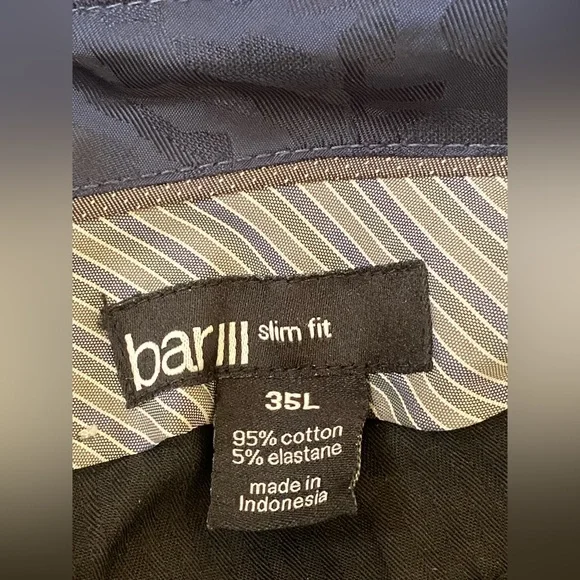 barIII slim fit
35L
95% cotton
5% elastane
made in
Indonesia